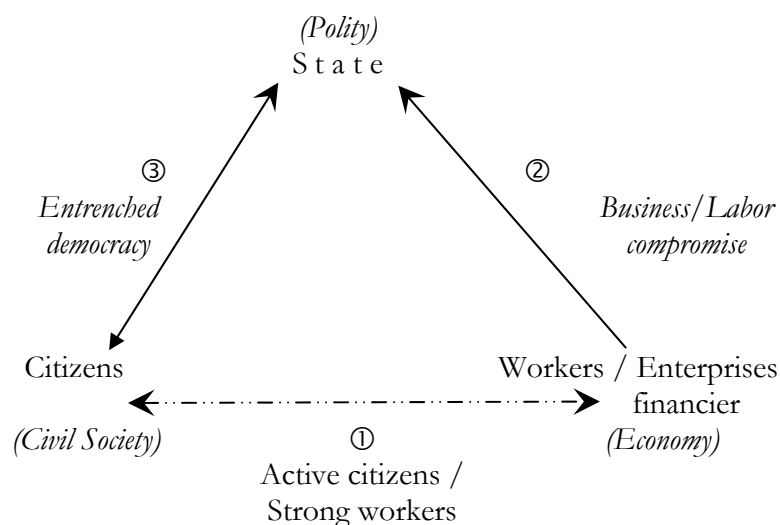 (Polity)
S t a t e
③
②
Entrenched
democracy
Business/Labor
compromise
Citizens
Workers / Enterprises
financier
(Civil Society)
(Economy)
①
Active citizens /
Strong workers